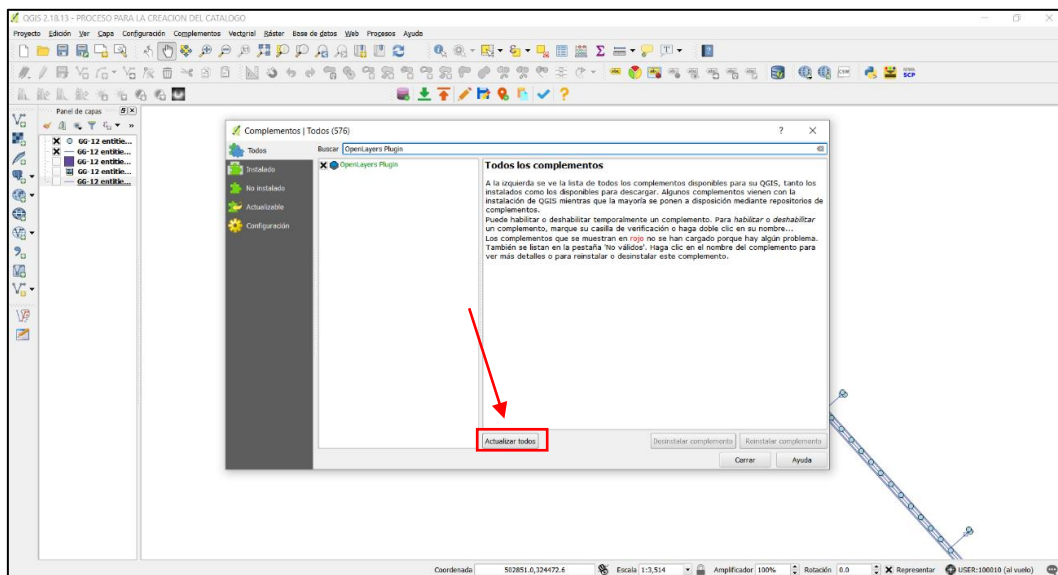 QGIS 2.18.13 - PROCESO PARA LA CREACION DEL CATALOGO
Proyecto Edición Ver Capa Configuración Complementos Vectorial Ráster Base de datos Web Procesos Ayuda
Panel de capas
GG-12 entitie...
GG-12 entitie...
GG-12 entitie...
GG-12 entitie...
GG-12 entitie...
Complementos | Todos (576)
Todos
Instalado
No instalado
Actualizable
Configuración
Buscar OpenLayers Plugin
OpenLayers Plugin
Todos los complementos
A la izquierda se ve la lista de todos los complementos disponibles para su QGIS, tanto los
instalados como los disponibles para descargar. Algunos complementos vienen con la
instalación de QGIS mientras que la mayoría se ponen a disposición mediante repositorios de
complementos.
Puede habilitar o deshabilitar temporalmente un complemento. Para habilitar o deshabilitar
un complemento, marque su casilla de verificación o haga doble clic en su nombre...
Los complementos que se muestran en rojo no se han cargado porque hay algún problema.
También se listan en la pestaña 'No válidos'. Haga clic en el nombre del complemento para
ver más detalles o para reinstalar o desinstalar este complemento.
Actualizar todos
Desinstalar complemento
Reinstalar complemento
Cerrar
Ayuda
Coordenada 502851.0,324472.6 Escala 1:3,514 Amplificador 100% Rotación 0.0 Representar USER:100010 (al vuelo)